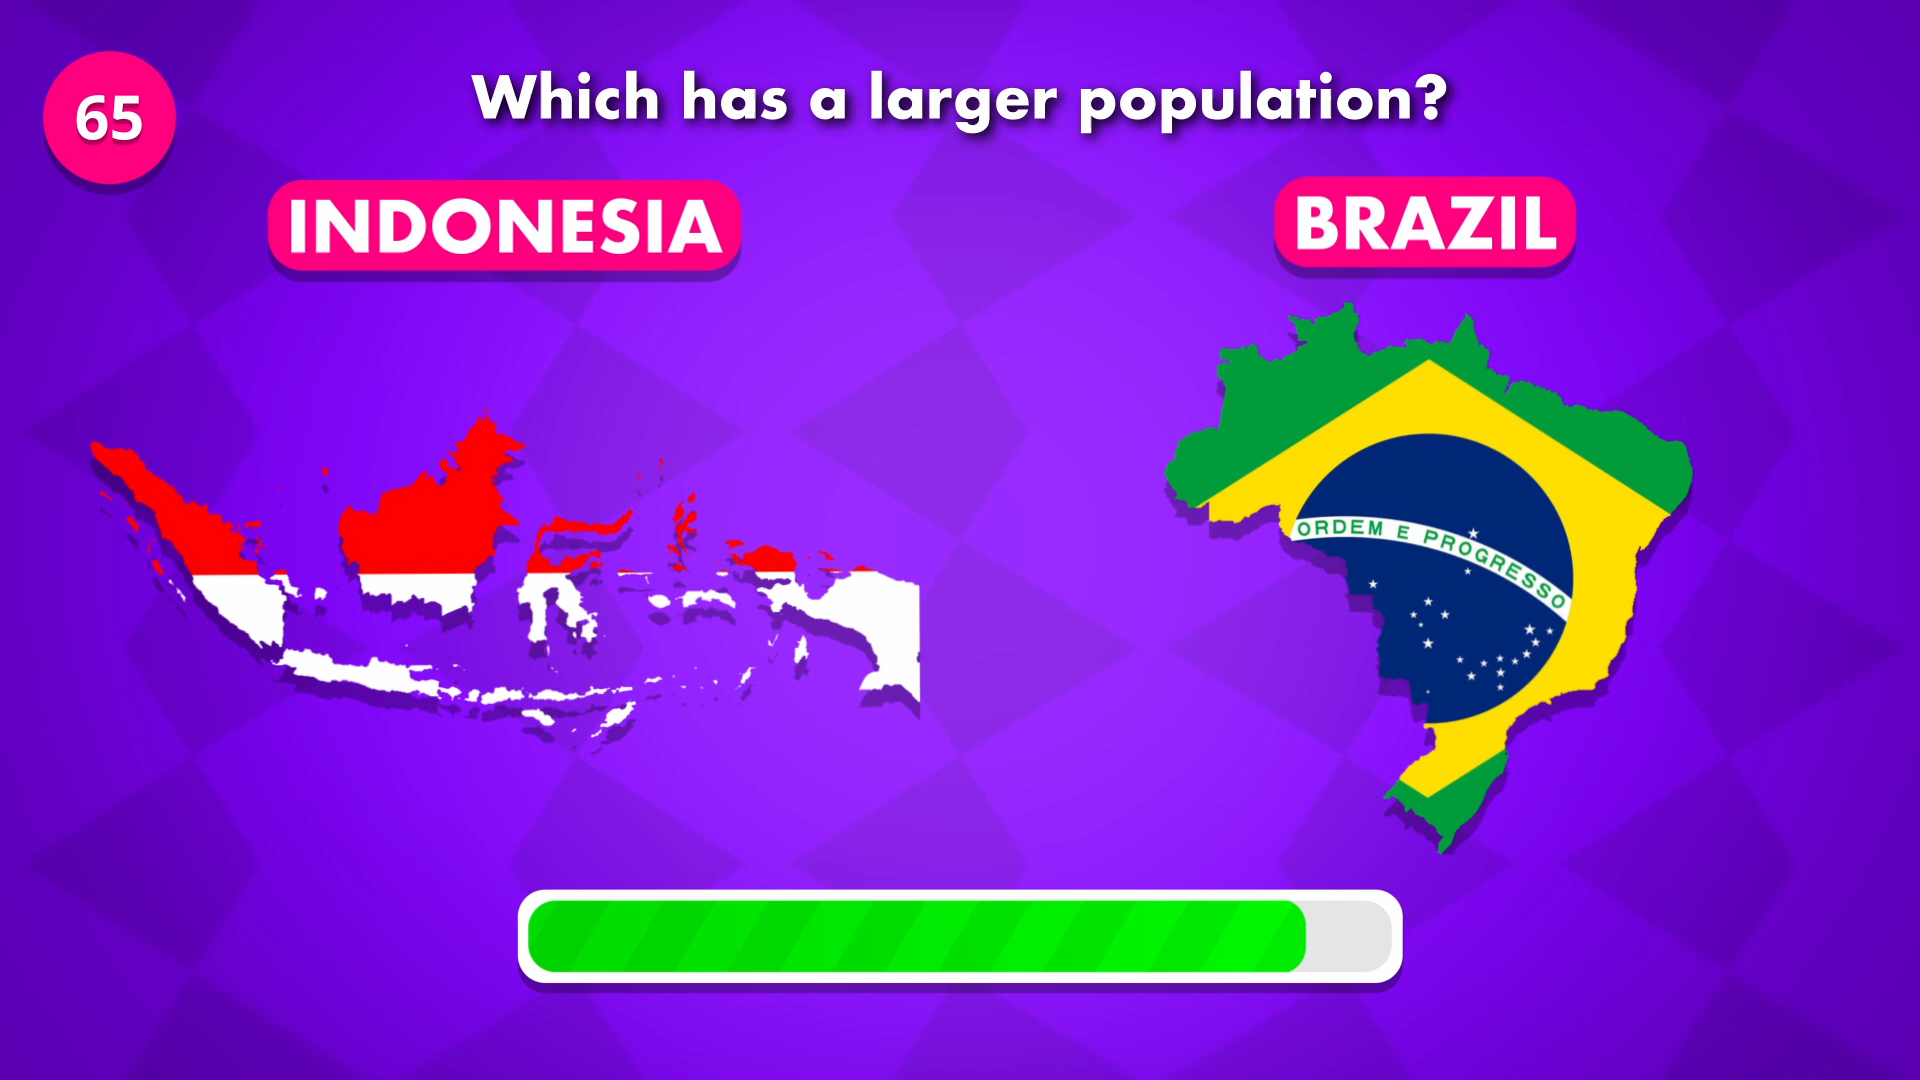 65
Which has a larger population?
INDONESIA
BRAZIL
ORDEM E PROGRESSO